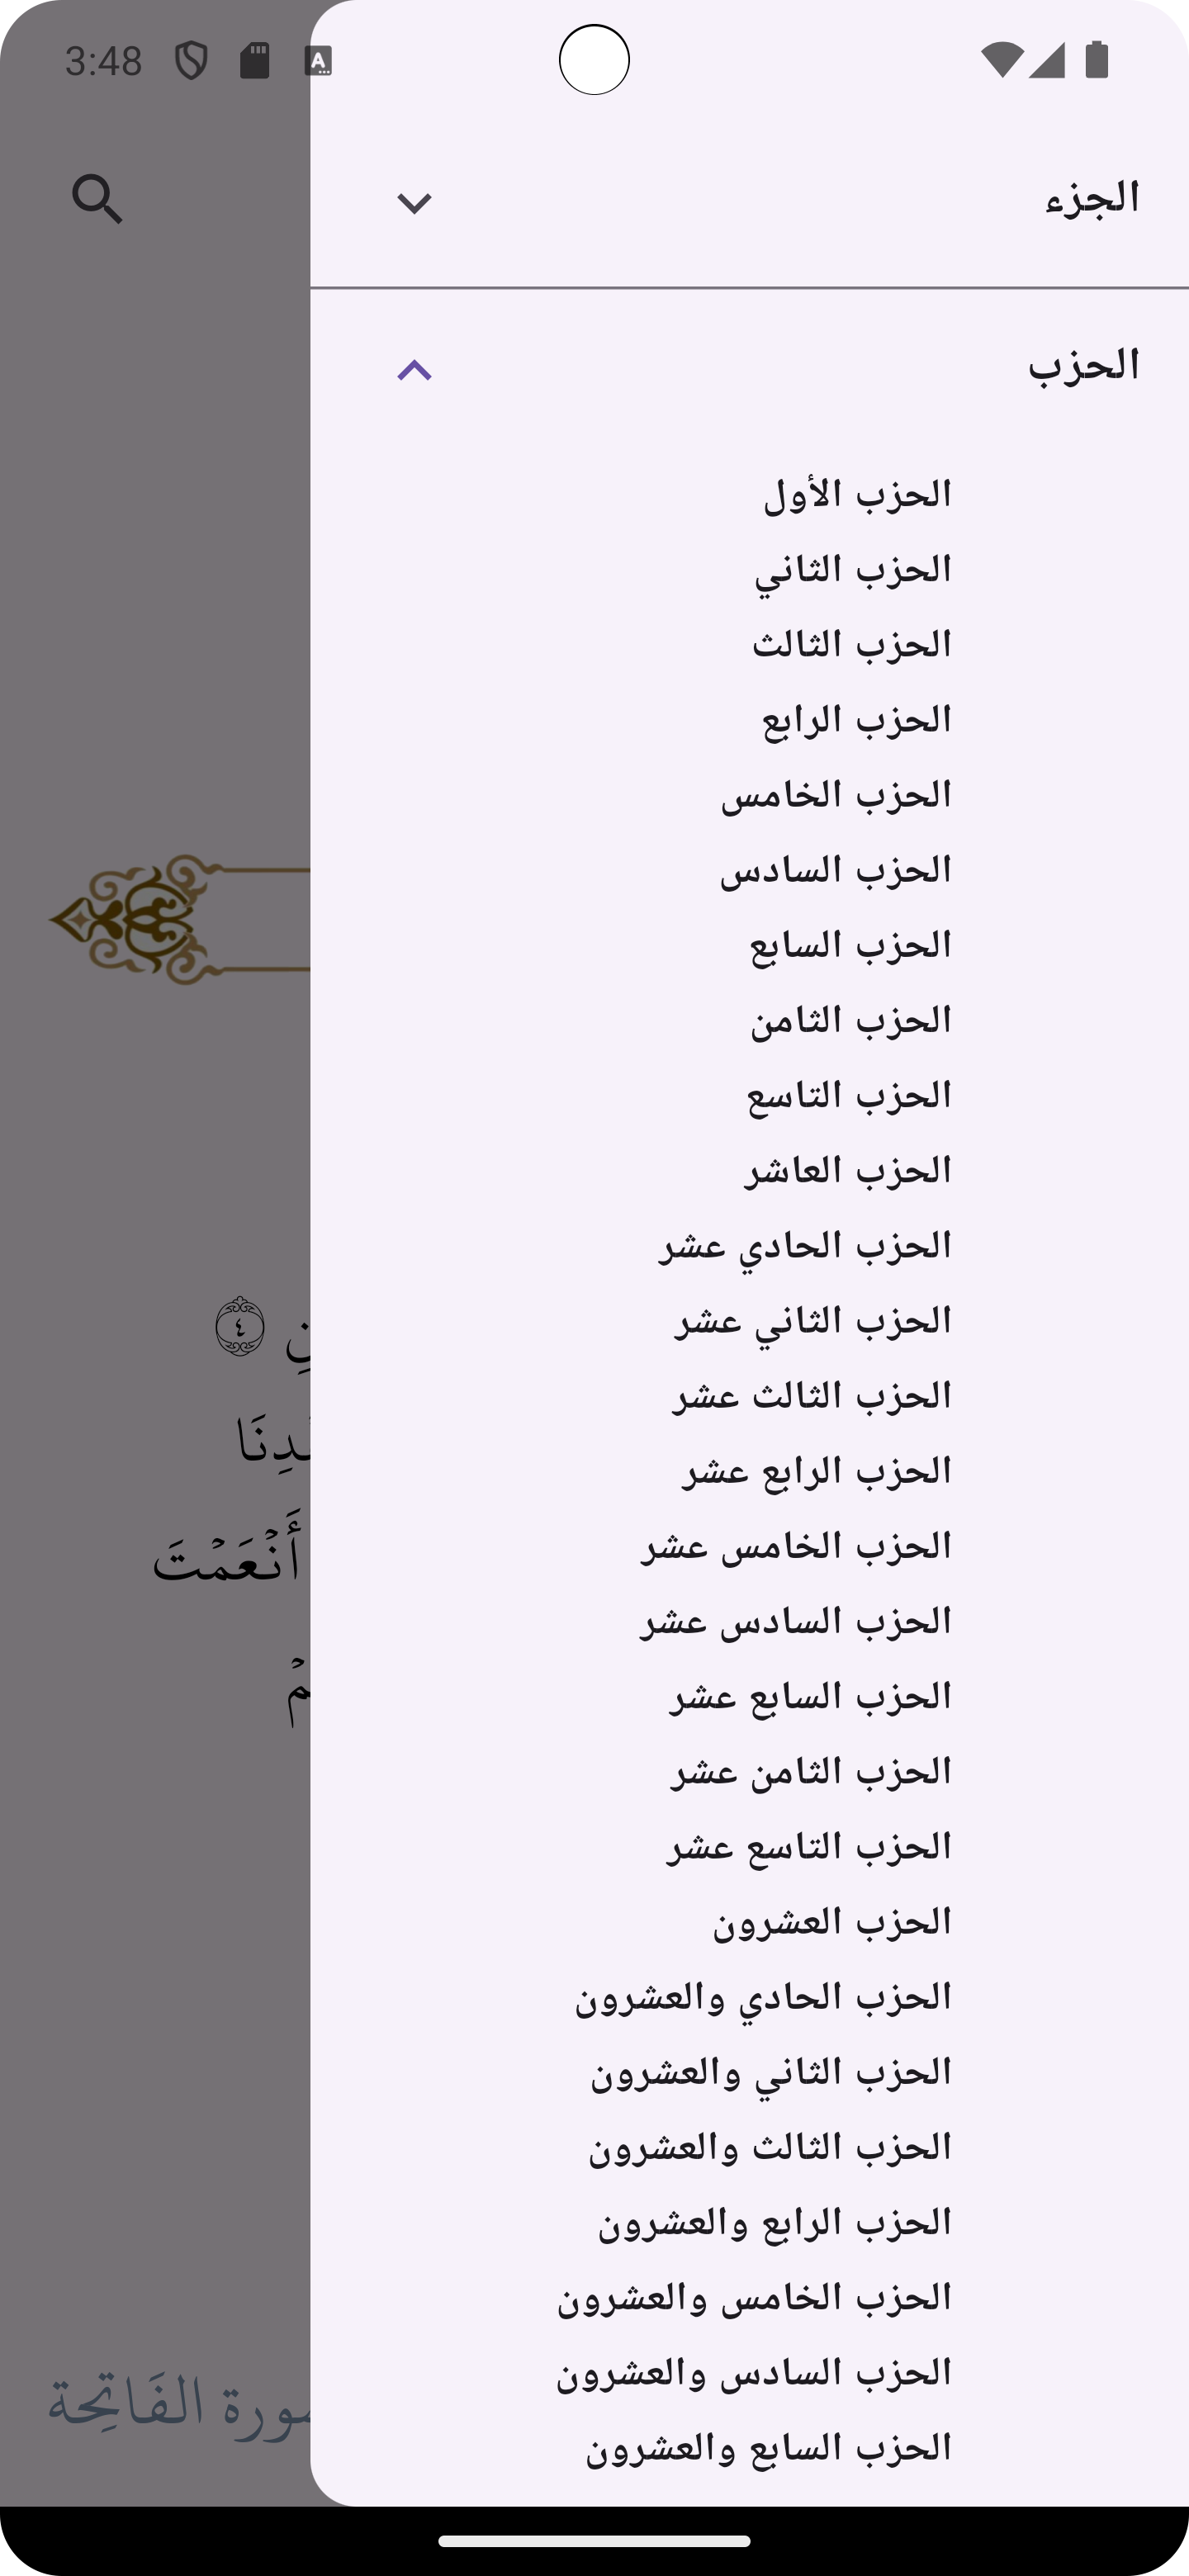 3:48
الجزء
الحزب
الحزب الأول
الحزب الثاني
الحزب الثالث
الحزب الرابع
الحزب الخامس
الحزب السادس
الحزب السابع
الحزب الثامن
الحزب التاسع
الحزب العاشر
الحزب الحادي عشر
الحزب الثاني عشر
الحزب الثالث عشر
الحزب الرابع عشر
الحزب الخامس عشر
الحزب السادس عشر
الحزب السابع عشر
الحزب الثامن عشر
الحزب التاسع عشر
الحزب العشرون
الحزب الحادي والعشرون
الحزب الثاني والعشرون
الحزب الثالث والعشرون
الحزب الرابع والعشرون
الحزب الخامس والعشرون
الحزب السادس والعشرون
الحزب السابع والعشرون
٤
أَنْعَمْتَ
الفَاتِحة